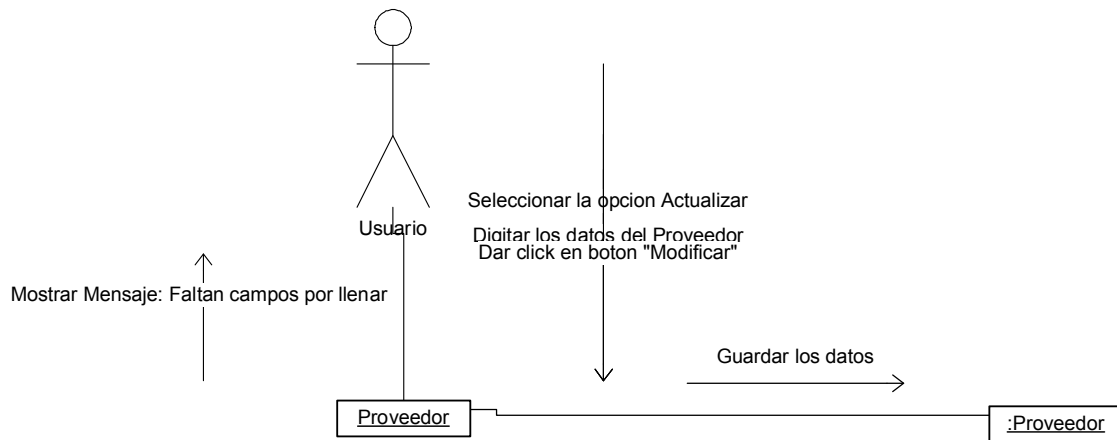 Seleccionar la opcion Actualizar
Usuario
Digitar los datos del Proveedor
Dar click en boton "Modificar"
Mostrar Mensaje: Faltan campos por llenar
Guardar los datos
Proveedor
:Proveedor